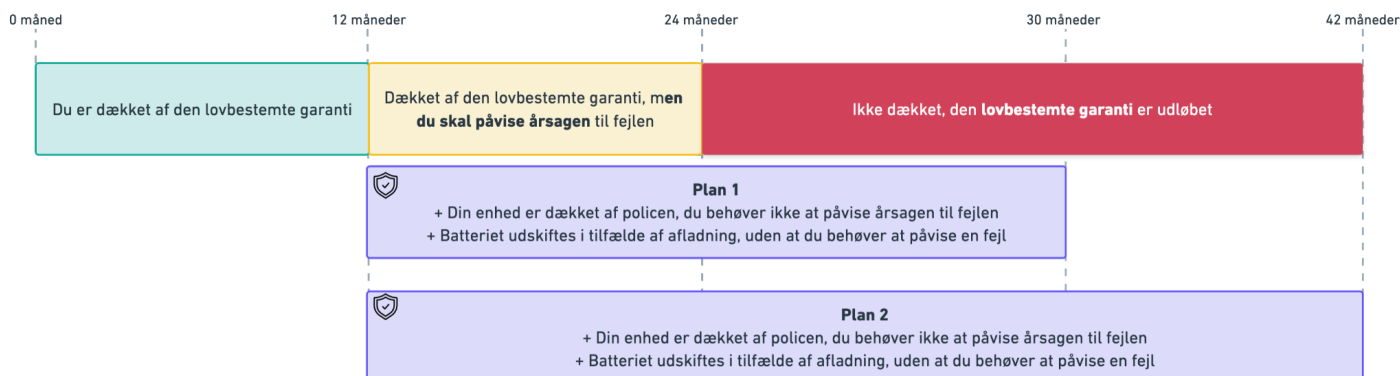 0 måned 12 måneder 24 måneder 30 måneder 42 måneder
Du er dækket af den lovbestemte garanti
Dækket af den lovbestemte garanti, men
du skal påvise årsagen til fejlen
Ikke dækket, den lovbestemte garanti er udløbet
Plan 1
+ Din enhed er dækket af policen, du behøver ikke at påvise årsagen til fejlen
+ Batteriet udskiftes i tilfælde af afladning, uden at du behøver at påvise en fejl
Plan 2
+ Din enhed er dækket af policen, du behøver ikke at påvise årsagen til fejlen
+ Batteriet udskiftes i tilfælde af afladning, uden at du behøver at påvise en fejl